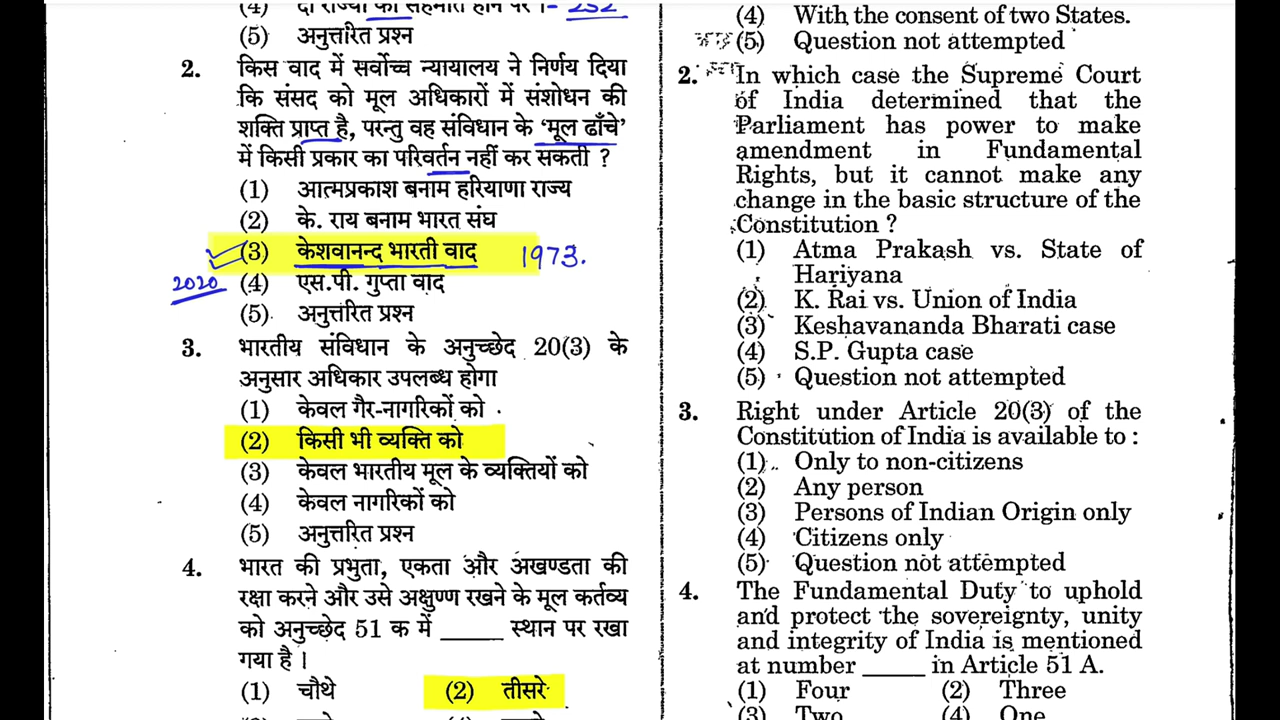 (4) दो राज्यों की सहमति होने पर । - 252
(5) अनुत्तरित प्रश्न
2. किस वाद में सर्वोच्च न्यायालय ने निर्णय दिया
कि संसद को मूल अधिकारों में संशोधन की
शक्ति प्राप्त है, परन्तु वह संविधान के ‘मूल ढाँचे’
में किसी प्रकार का परिवर्तन नहीं कर सकती ?
(1) आत्मप्रकाश बनाम हरियाणा राज्य
(2) के. राय बनाम भारत संघ
(3) केशवानन्द भारती वाद 1973.
2020 (4) एस.पी. गुप्ता वाद
(5) अनुत्तरित प्रश्न
3. भारतीय संविधान के अनुच्छेद 20(3) के
अनुसार अधिकार उपलब्ध होगा
(1) केवल गैर-नागरिकों को
(2) किसी भी व्यक्ति को
(3) केवल भारतीय मूल के व्यक्तियों को
(4) केवल नागरिकों को
(5) अनुत्तरित प्रश्न
4. भारत की प्रभुता, एकता और अखण्डता की
रक्षा करने और उसे अक्षुण्ण रखने के मूल कर्तव्य
को अनुच्छेद 51 क में _____ स्थान पर रखा
गया है ।
(1) चौथे (2) तीसरे
(4) With the consent of two States.
(5) Question not attempted
2. In which case the Supreme Court
of India determined that the
Parliament has power to make
amendment in Fundamental
Rights, but it cannot make any
change in the basic structure of the
Constitution ?
(1) Atma Prakash vs. State of
Hariyana
(2) K. Rai vs. Union of India
(3) Keshavananda Bharati case
(4) S.P. Gupta case
(5) Question not attempted
3. Right under Article 20(3) of the
Constitution of India is available to :
(1) Only to non-citizens
(2) Any person
(3) Persons of Indian Origin only
(4) Citizens only
(5) Question not attempted
4. The Fundamental Duty to uphold
and protect the sovereignty, unity
and integrity of India is mentioned
at number _____ in Article 51 A.
(1) Four (2) Three
(3) Two (4) One